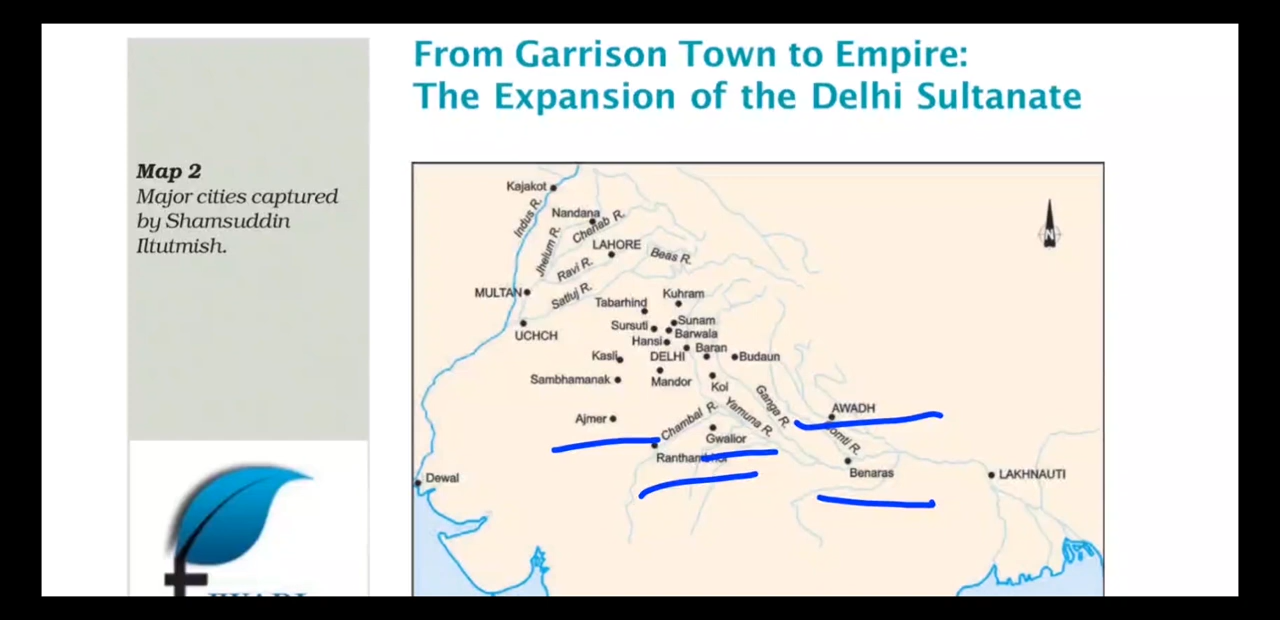 From Garrison Town to Empire:
The Expansion of the Delhi Sultanate
Map 2
Major cities captured
by Shamsuddin
Iltutmish.
Kajakot
Indus R.
Nandana
Chenab R.
Jhelum R.
LAHORE
Beas R.
Ravi R.
MULTAN
Satluj R.
Kuhram
Tabarhind
UCHCH
Sursuti
Sunam
Barwala
Hansi
Baran
Kasli
DELHI
Budaun
Sambhamanak
Mandor
Kol
Ganga R.
AWADH
Ajmer
Chambal R.
Yamuna R.
Gwalior
Benaras
Dewal
LAKHNAUTI
N